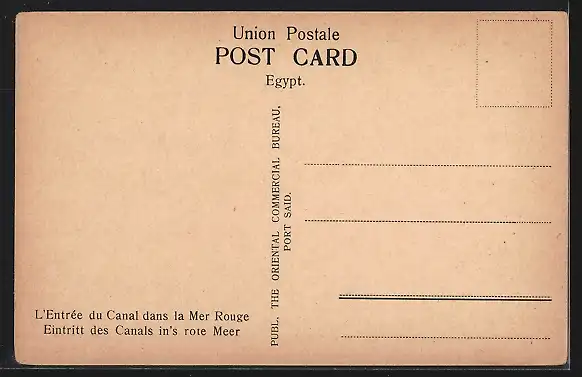 Union Postale
POST CARD
Egypt.
PUBL. THE ORIENTAL COMMERCIAL BUREAU,
PORT SAID.
L'Entrée du Canal dans la Mer Rouge
Eintritt des Canals in's rote Meer